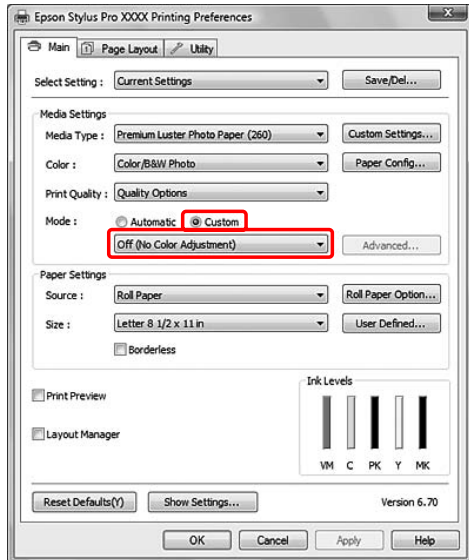 Epson Stylus Pro XXXX Printing Preferences
Main Page Layout Utility
Select Setting : Current Settings Save/Del...
Media Settings
Media Type : Premium Luster Photo Paper (260) Custom Settings...
Color : Color/B&W Photo Paper Config...
Print Quality : Quality Options
Mode : Automatic Custom
Off (No Color Adjustment) Advanced...
Paper Settings
Source : Roll Paper Roll Paper Option...
Size : Letter 8 1/2 x 11 in User Defined...
Borderless
Print Preview
Ink Levels
Layout Manager
VM C PK Y MK
Reset Defaults(Y) Show Settings... Version 6.70
OK Cancel Apply Help